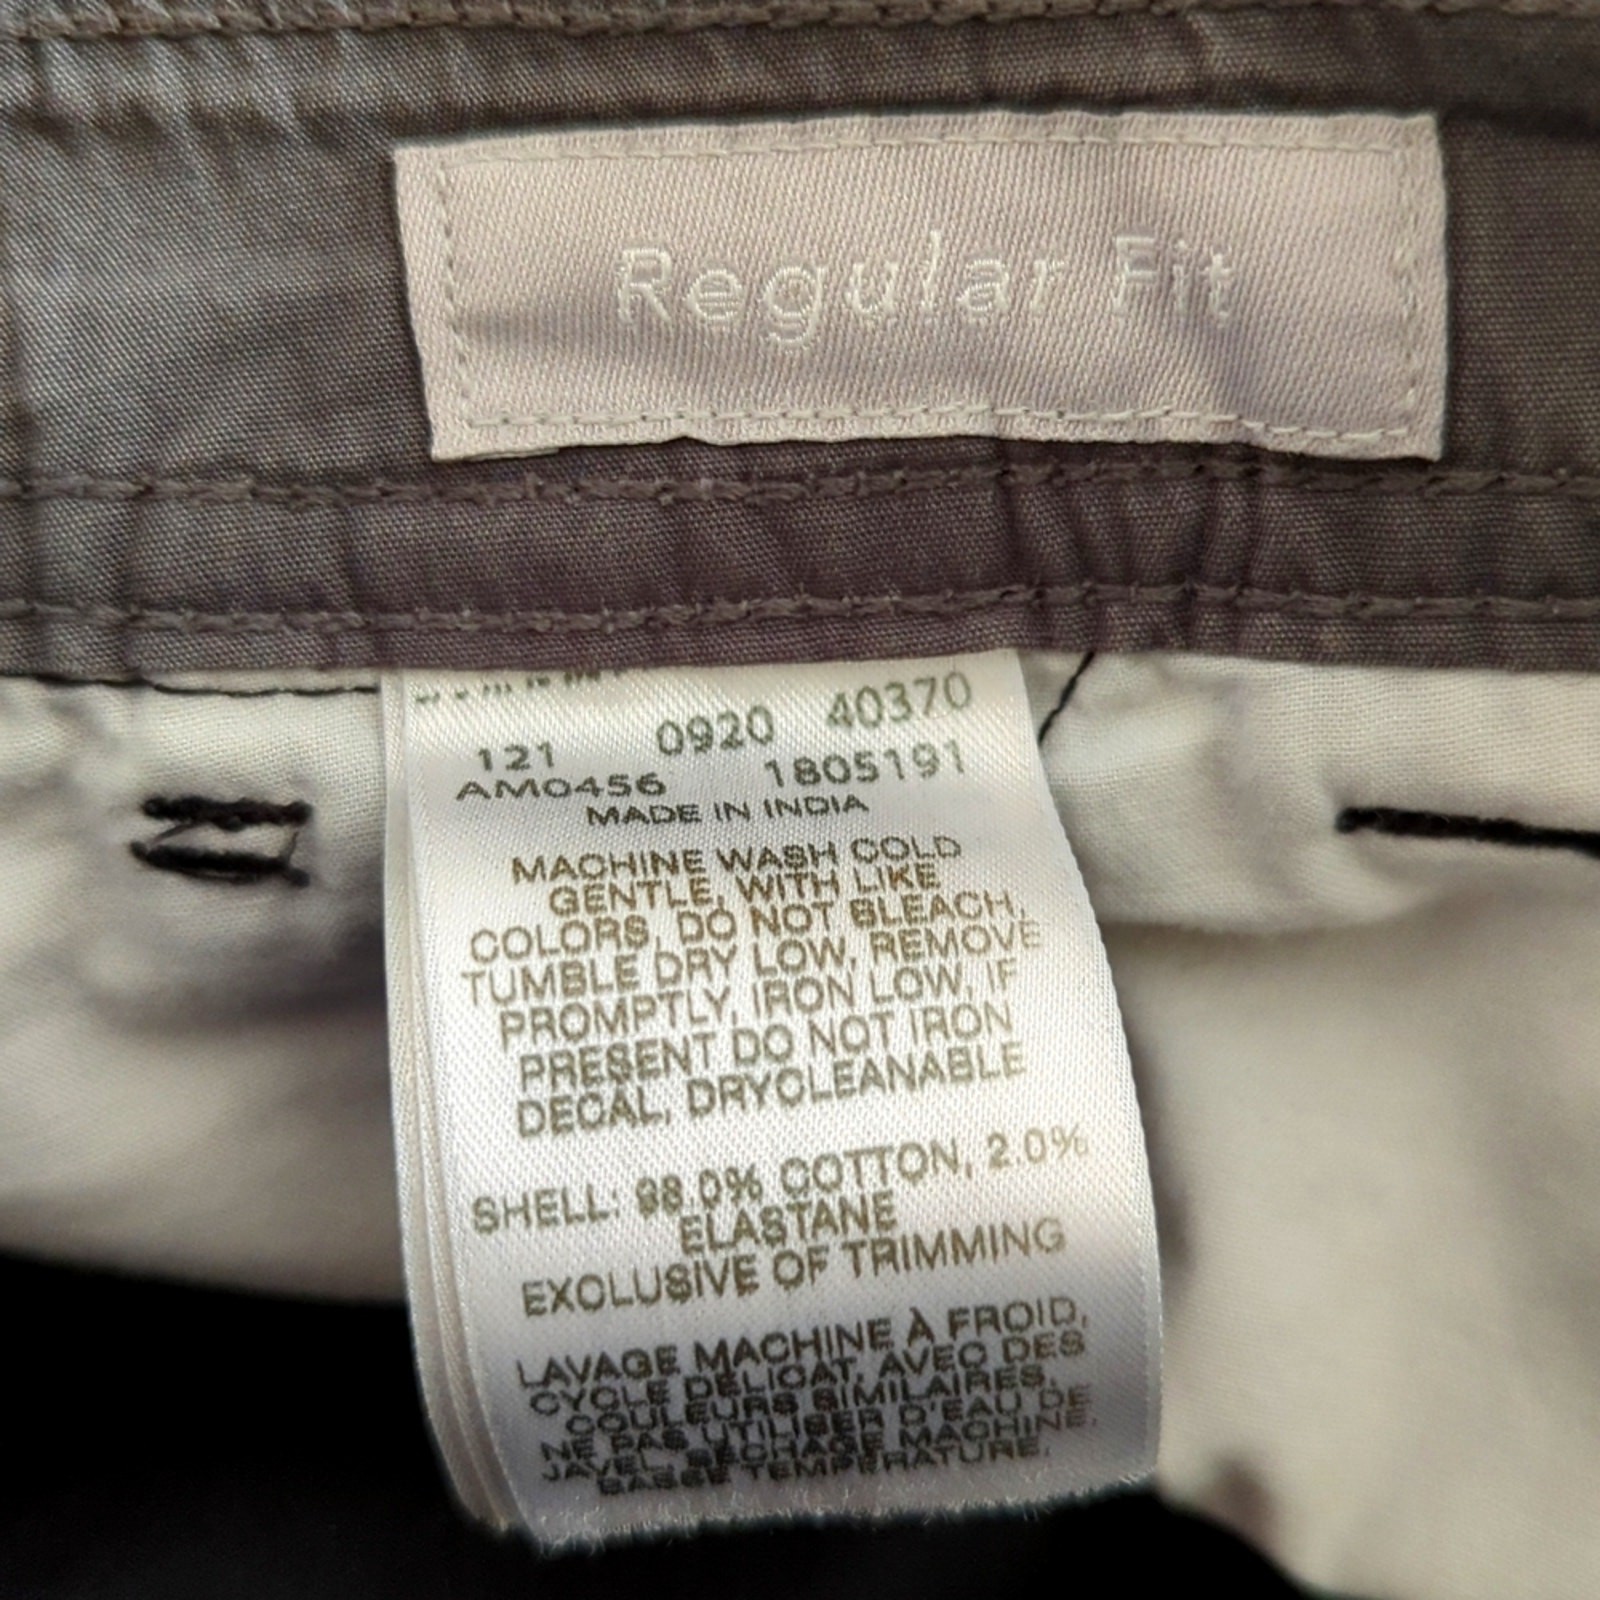 Regular Fit
121 0920 40370
AM0456 1805191
MADE IN INDIA
MACHINE WASH COLD
GENTLE, WITH LIKE
COLORS, DO NOT BLEACH,
TUMBLE DRY LOW, REMOVE
PROMPTLY, IRON LOW, IF
PRESENT DO NOT IRON
DECAL, DRYCLEANABLE
SHELL: 98.0% COTTON, 2.0%
ELASTANE
EXCLUSIVE OF TRIMMING
LAVAGE MACHINE À FROID,
CYCLE DÉLICAT, AVEC DES
COULEURS SIMILAIRES,
NE PAS UTILISER D'EAU DE
JAVEL, SÉCHAGE MACHINE,
BASSE TEMPÉRATURE,